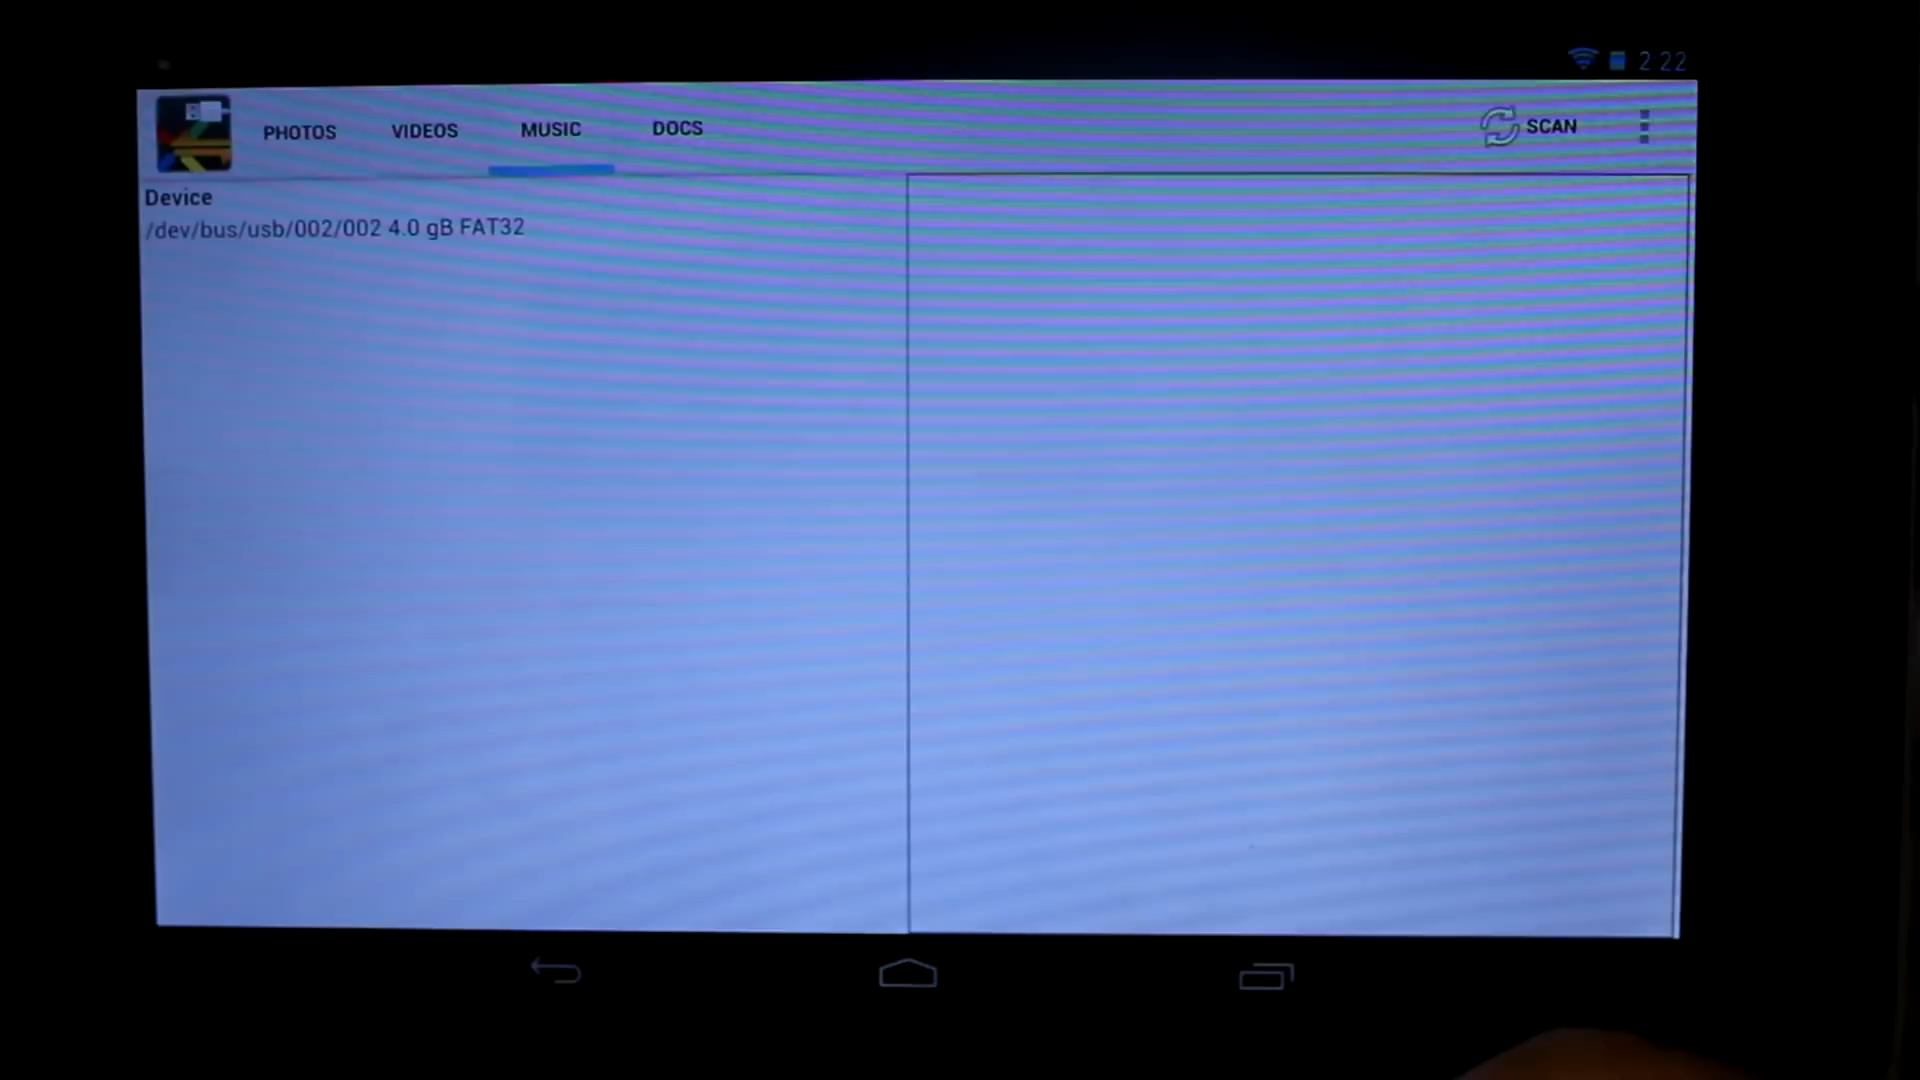 2 22
PHOTOS VIDEOS MUSIC DOCS SCAN
Device
/dev/bus/usb/002/002 4.0 gB FAT32